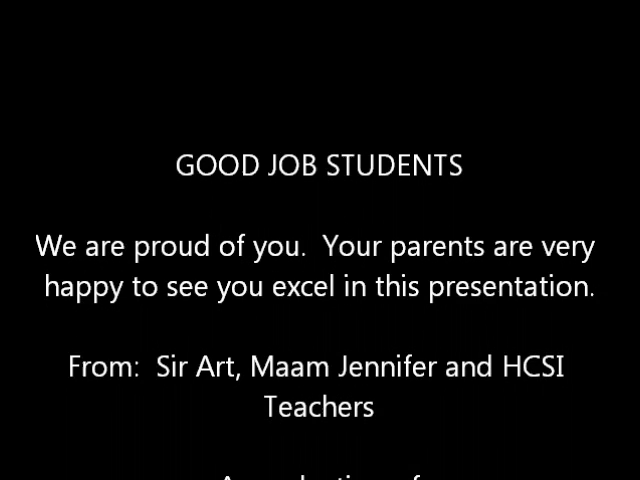 GOOD JOB STUDENTS
We are proud of you.  Your parents are very
happy to see you excel in this presentation.
From:  Sir Art, Maam Jennifer and HCSI
Teachers